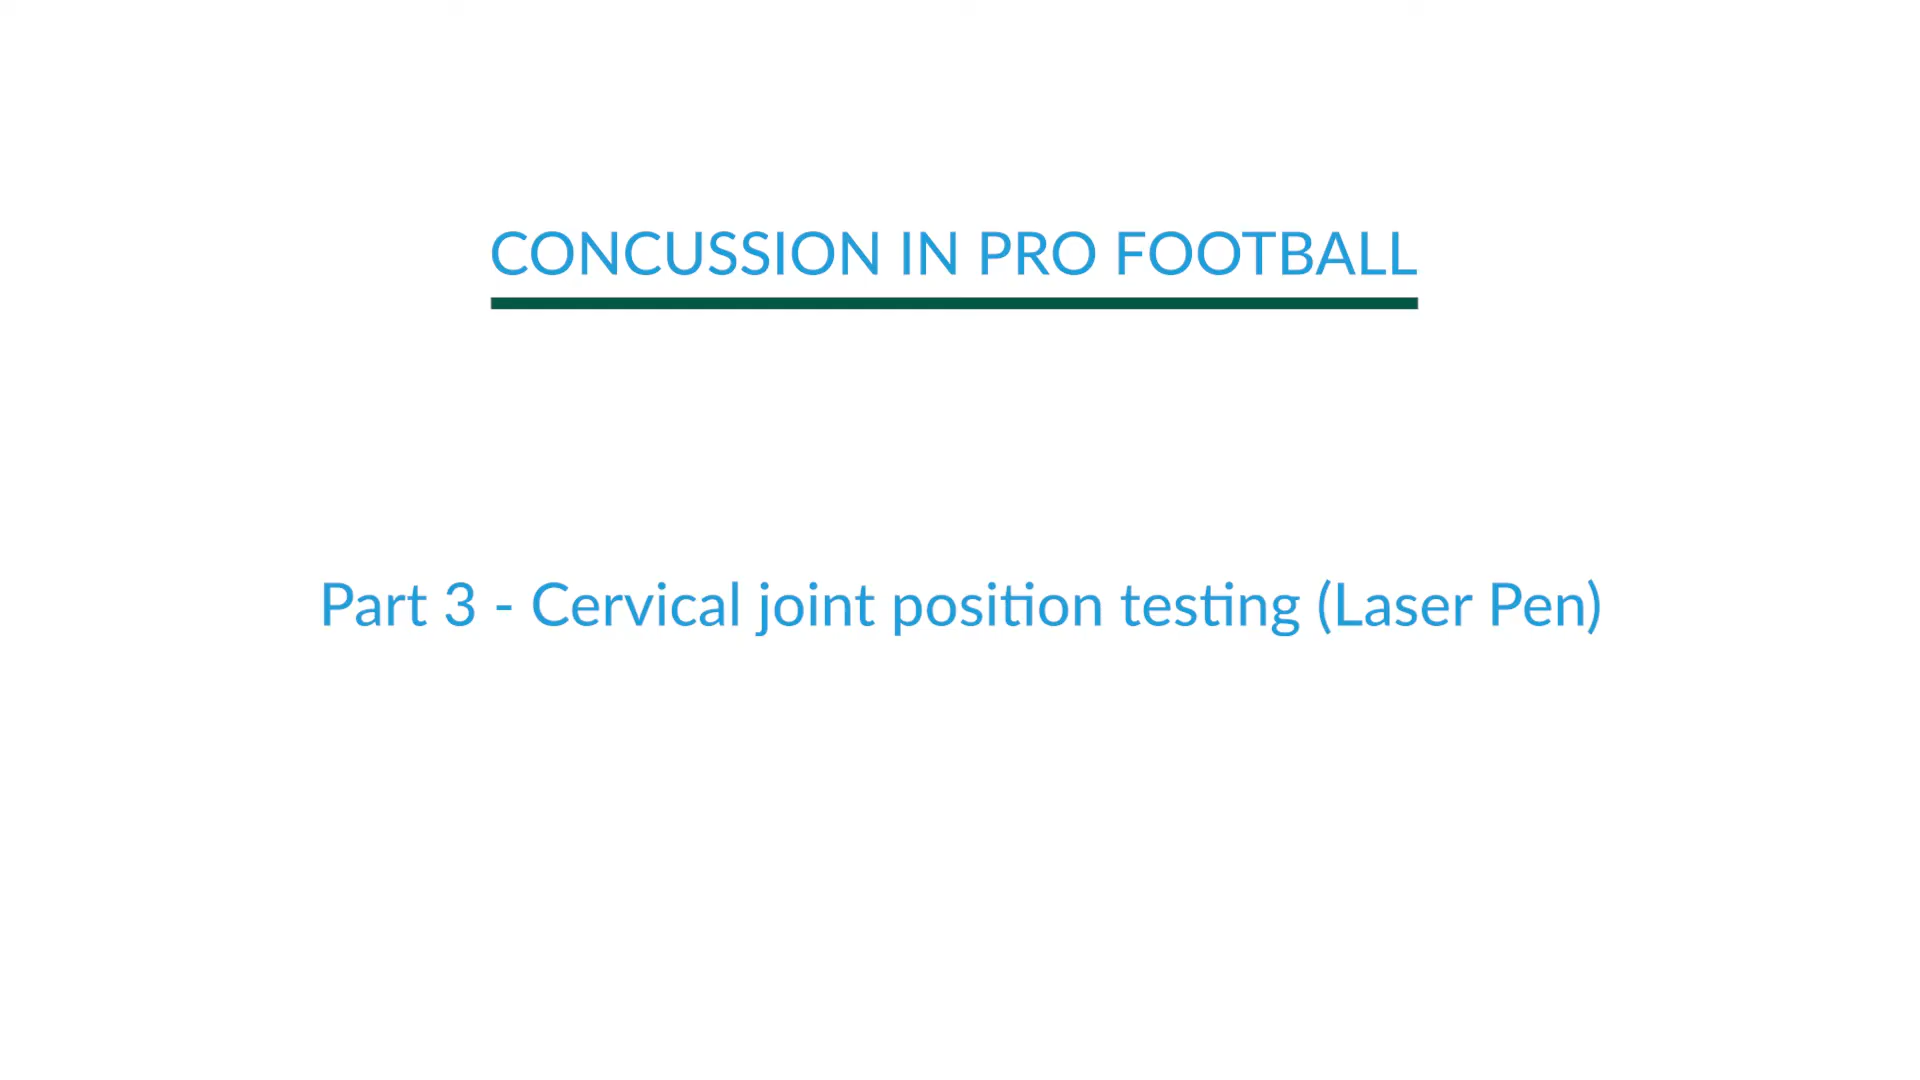 CONCUSSION IN PRO FOOTBALL
Part 3 - Cervical joint position testing (Laser Pen)